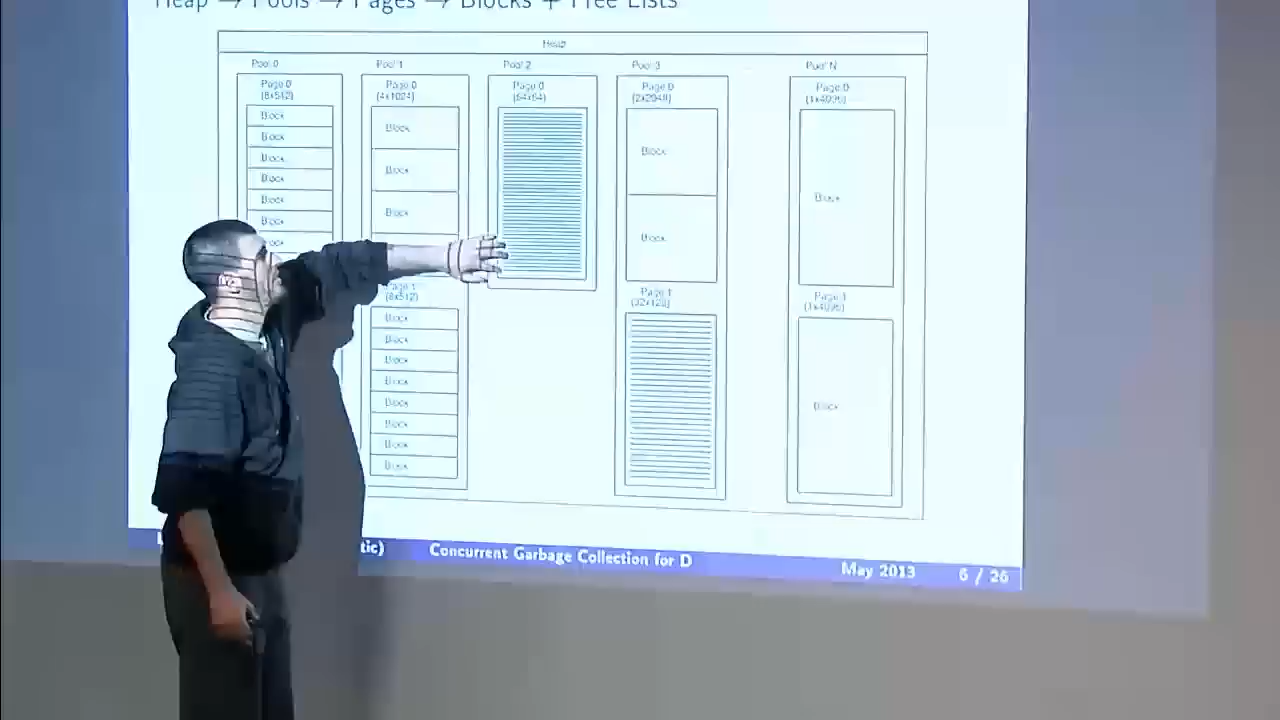 Heap → Pools → Pages → Blocks + Free Lists
Heap
Pool 0
Pool 1
Pool 2
Pool 3
Pool N
Page 0
(8x512)
Block
Block
Block
Block
Block
Block
Block
Page 0
(4x1024)
Block
Block
Block
Page 1
(8x512)
Block
Block
Block
Block
Block
Block
Block
Block
Page 0
(64x64)
Page 0
(2x2048)
Block
Block
Page 1
(32x128)
Page 0
(1x4096)
Block
Page 1
(1x4096)
Block
tic)
Concurrent Garbage Collection for D
May 2013
6 / 26